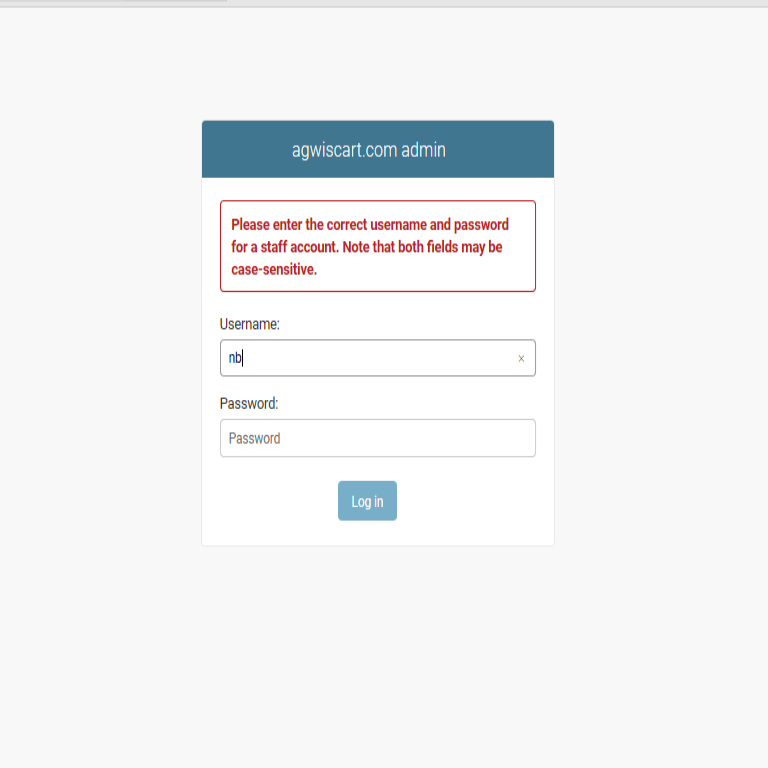 agwiscart.com admin
Please enter the correct username and password
for a staff account. Note that both fields may be
case-sensitive.
Username:
nb
x
Password:
Password
Log in